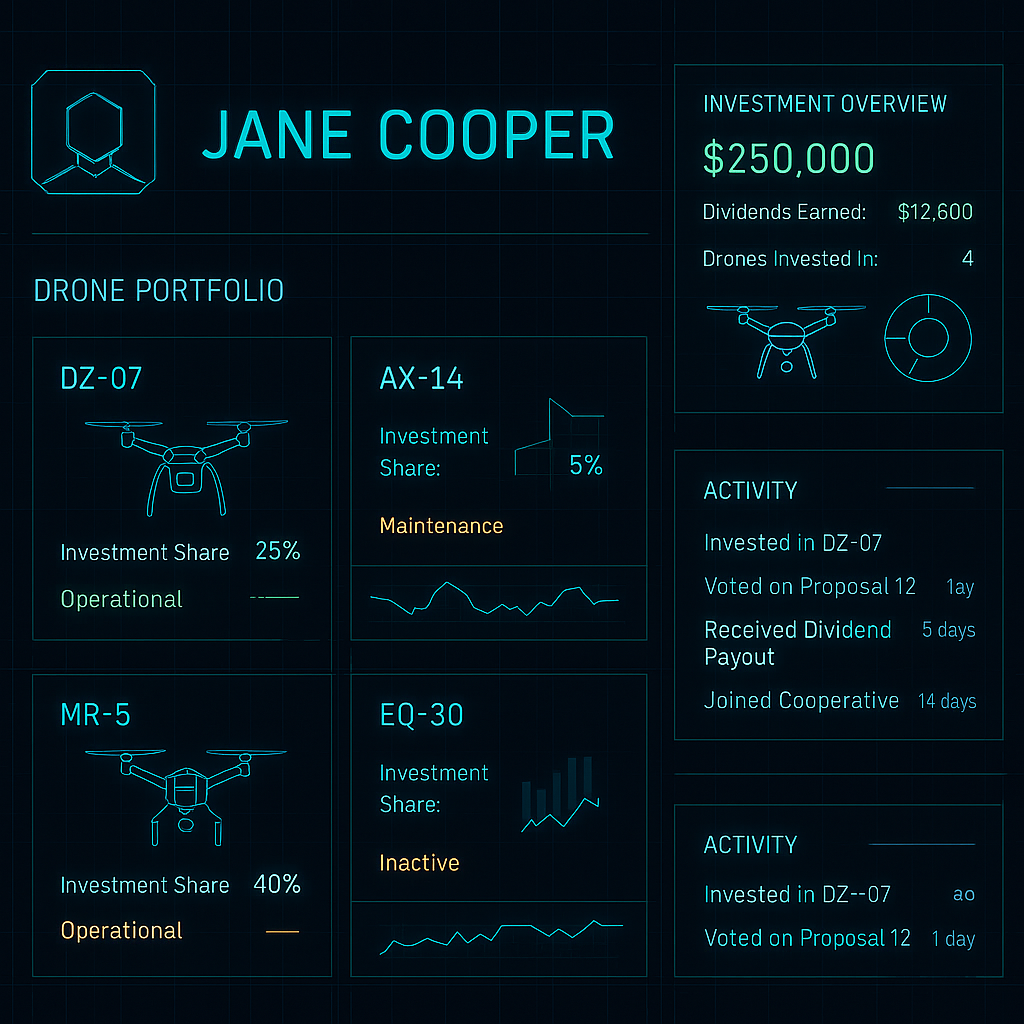 JANE COOPER
DRONE PORTFOLIO
DZ-07
Investment Share 25%
Operational
AX-14
Investment
Share:
5%
Maintenance
MR-5
Investment Share 40%
Operational
EQ-30
Investment
Share:
Inactive
INVESTMENT OVERVIEW
$250,000
Dividends Earned: $12,600
Drones Invested In: 4
ACTIVITY
Invested in DZ-07
Voted on Proposal 12 1ay
Received Dividend 5 days
Payout
Joined Cooperative 14 days
ACTIVITY
Invested in DZ--07 ao
Voted on Proposal 12 1 day